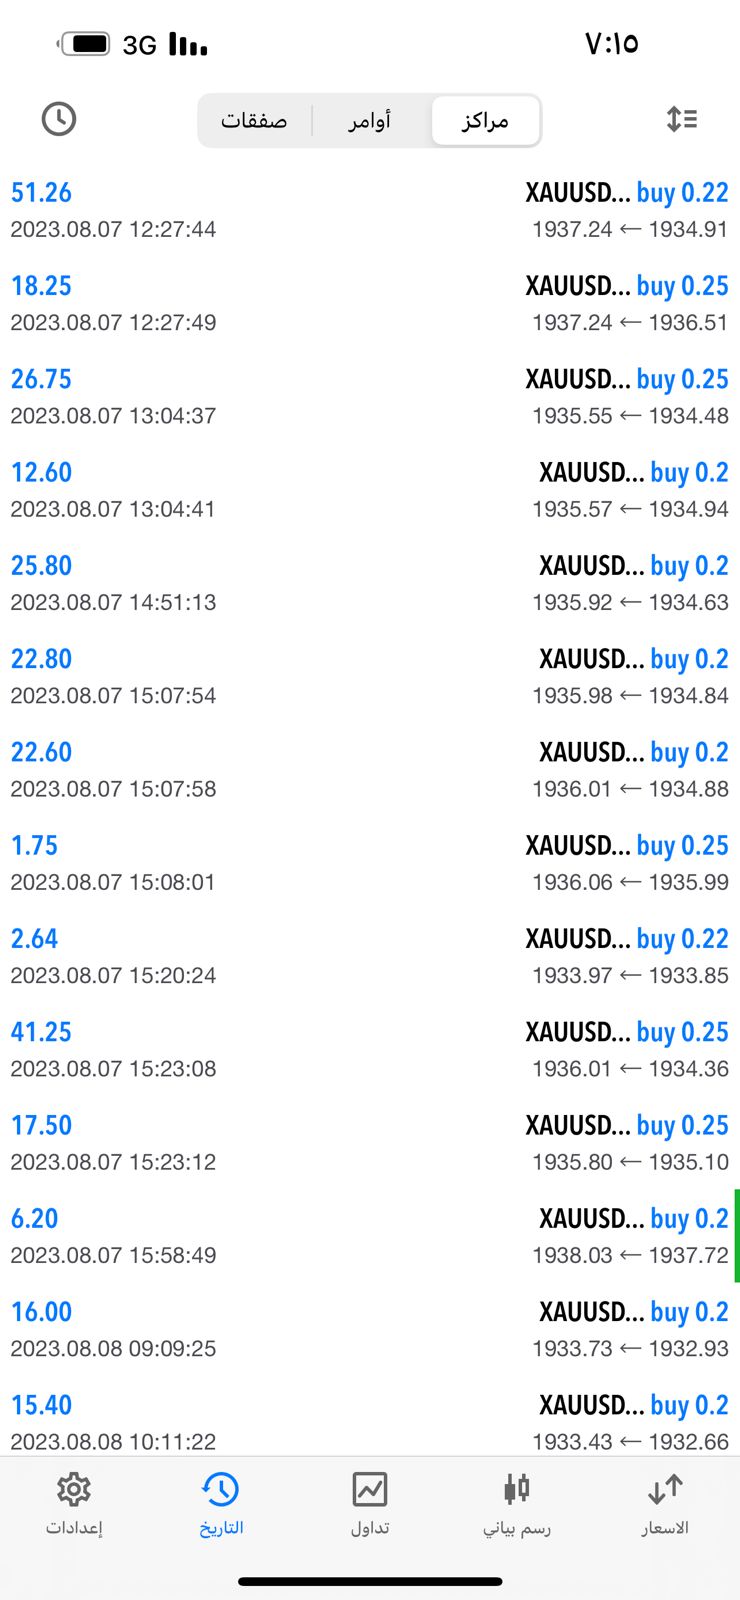 ٧:١٥ 3G
مراكز أوامر صفقات
XAUUSD... buy 0.22 51.26
1934.91 ← 1937.24 2023.08.07 12:27:44
XAUUSD... buy 0.25 18.25
1936.51 ← 1937.24 2023.08.07 12:27:49
XAUUSD... buy 0.25 26.75
1934.48 ← 1935.55 2023.08.07 13:04:37
XAUUSD... buy 0.2 12.60
1934.94 ← 1935.57 2023.08.07 13:04:41
XAUUSD... buy 0.2 25.80
1934.63 ← 1935.92 2023.08.07 14:51:13
XAUUSD... buy 0.2 22.80
1934.84 ← 1935.98 2023.08.07 15:07:54
XAUUSD... buy 0.2 22.60
1934.88 ← 1936.01 2023.08.07 15:07:58
XAUUSD... buy 0.25 1.75
1935.99 ← 1936.06 2023.08.07 15:08:01
XAUUSD... buy 0.22 2.64
1933.85 ← 1933.97 2023.08.07 15:20:24
XAUUSD... buy 0.25 41.25
1934.36 ← 1936.01 2023.08.07 15:23:08
XAUUSD... buy 0.25 17.50
1935.10 ← 1935.80 2023.08.07 15:23:12
XAUUSD... buy 0.2 6.20
1937.72 ← 1938.03 2023.08.07 15:58:49
XAUUSD... buy 0.2 16.00
1932.93 ← 1933.73 2023.08.08 09:09:25
XAUUSD... buy 0.2 15.40
1932.66 ← 1933.43 2023.08.08 10:11:22
الاسعار رسم بياني تداول التاريخ إعدادات